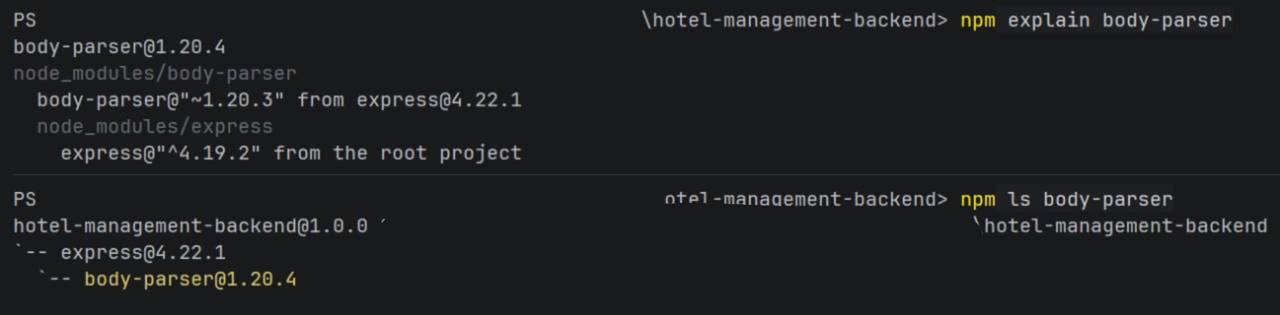 PS \hotel-management-backend> npm explain body-parser
body-parser@1.20.4
node_modules/body-parser
body-parser@"~1.20.3" from express@4.22.1
node_modules/express
express@"^4.19.2" from the root project
PS otel-management-backend> npm ls body-parser
hotel-management-backend@1.0.0 \hotel-management-backend
`-- express@4.22.1
`-- body-parser@1.20.4